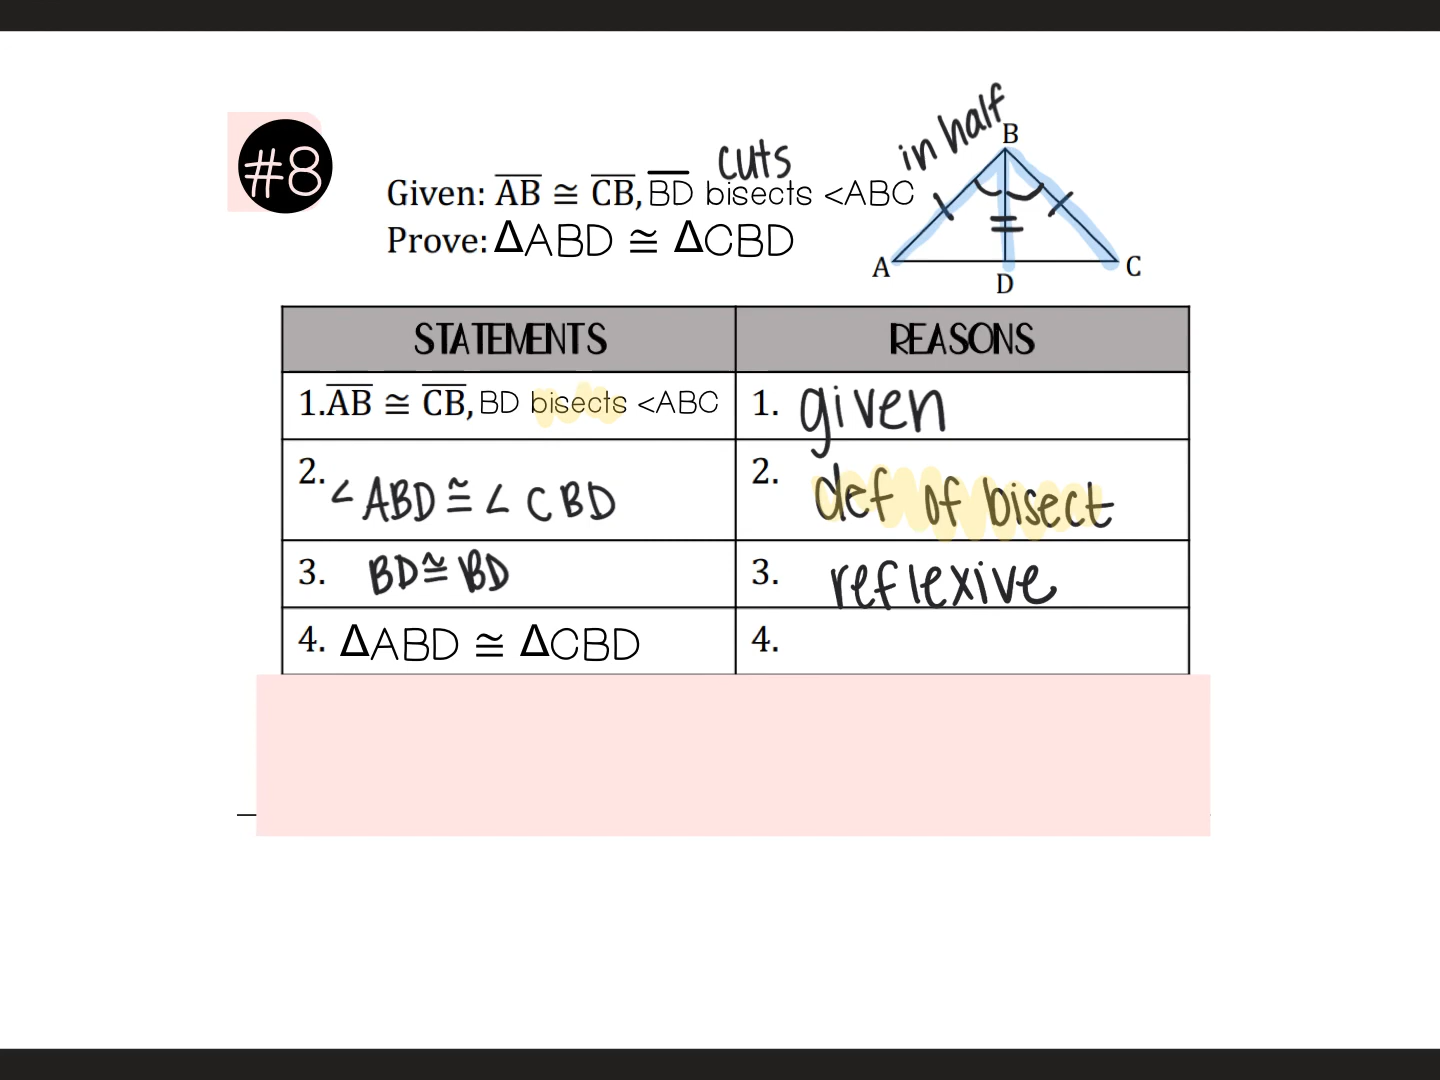 #8
cuts
in half
Given: AB ≅ CB, BD bisects <ABC
Prove: ΔABD ≅ ΔCBD
B
A
C
D
STATEMENTS
REASONS
1. AB ≅ CB, BD bisects <ABC
1. given
2. ∠ABD ≅ ∠CBD
2. def of bisect
3. BD ≅ BD
3. reflexive
4. ΔABD ≅ ΔCBD
4.